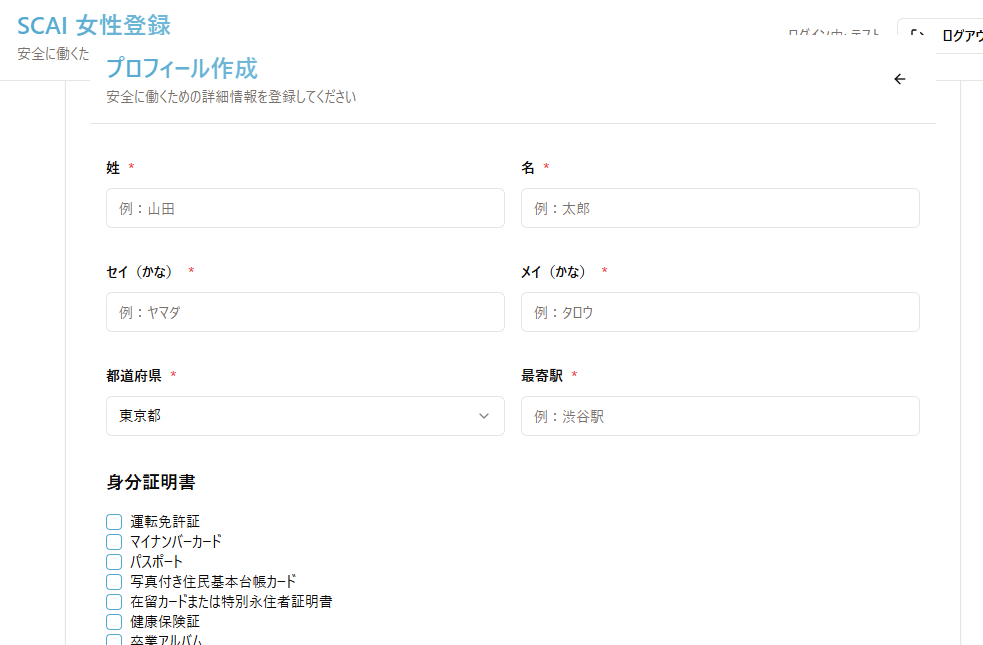 SCAI 女性登録
安全に働くた
ログイン中: テスト
ログアウ
プロフィール作成
安全に働くための詳細情報を登録してください
姓 *
名 *
例：山田
例：太郎
セイ（かな） *
メイ（かな） *
例：ヤマダ
例：タロウ
都道府県 *
最寄駅 *
東京都
例：渋谷駅
身分証明書
運転免許証
マイナンバーカード
パスポート
写真付き住民基本台帳カード
在留カードまたは特別永住者証明書
健康保険証
卒業アルバム